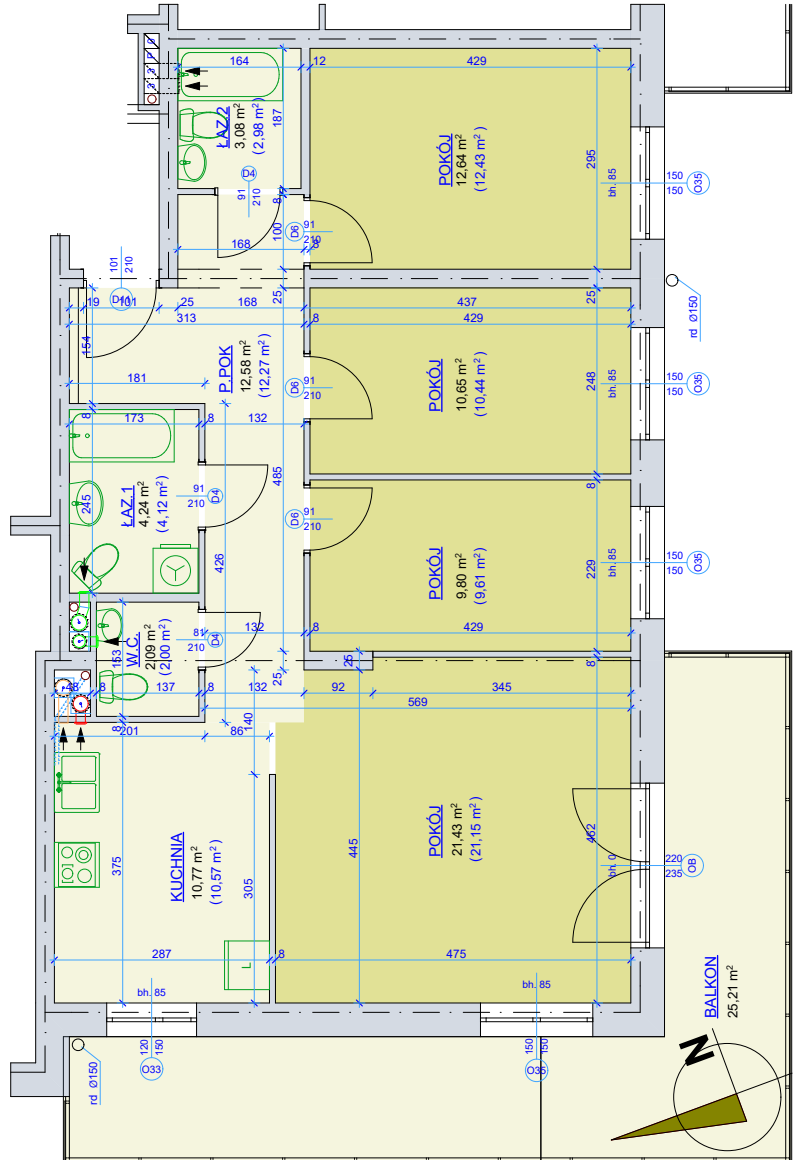 164
12
429
187
ŁAZ.2
3,08 m²
(2,98 m²)
D4
91
210
8
POKÓJ
12,64 m²
(12,43 m²)
295
bh. 85
150
150
O35
100
168
D6
91
210
8
101
210
D11
19
101
25
168
25
437
25
rd Ø150
313
8
429
154
181
P.POK
12,58 m²
(12,27 m²)
D6
91
210
POKÓJ
10,65 m²
(10,44 m²)
248
bh. 85
150
150
O35
8
173
8
132
485
245
ŁAZ.1
4,24 m²
(4,12 m²)
91
210
D4
426
D6
91
210
8
POKÓJ
9,80 m²
(9,61 m²)
229
bh. 85
150
150
O35
153
W.C.
2,09 m²
(2,00 m²)
81
210
D4
132
8
429
25
8
25
48
8
137
8
132
92
345
569
8
201
86
140
375
KUCHNIA
10,77 m²
(10,57 m²)
305
445
POKÓJ
21,43 m²
(21,15 m²)
462
bh. 0
220
235
OB
287
8
475
L
bh. 85
bh. 85
120
150
O33
150
150
O35
rd Ø150
BALKON
25,21 m²
N